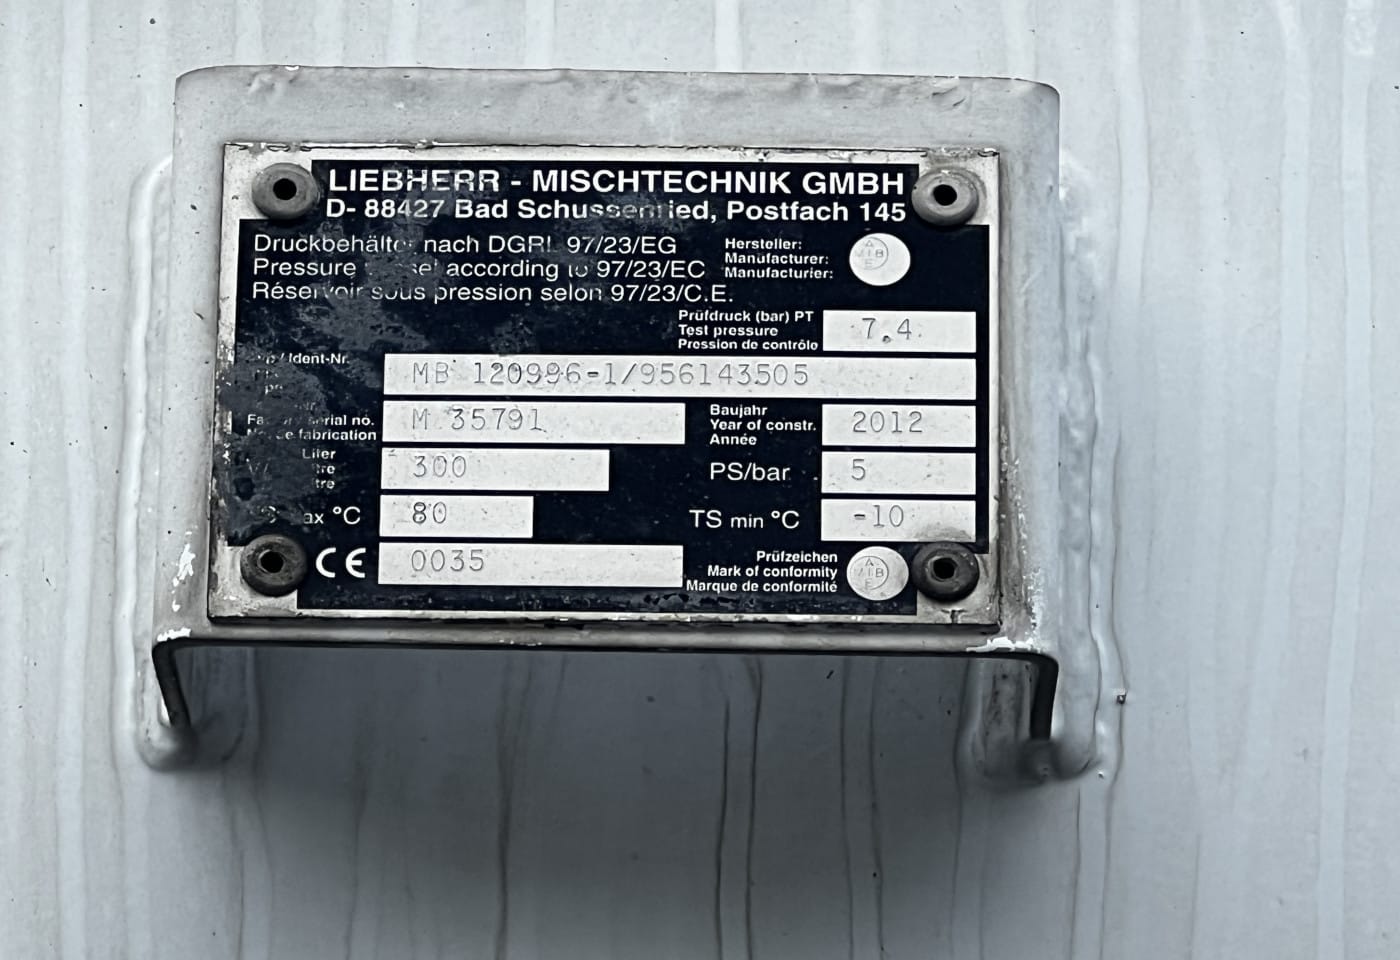 LIEBHERR - MISCHTECHNIK GMBH
D- 88427 Bad Schussenried, Postfach 145
Druckbehälter nach DGRL 97/23/EG
Pressure according to 97/23/EC
Réservoir sous pression selon 97/23/C.E.
Hersteller:
Manufacturer:
Manufacturier:
A
MIB
E
Prüfdruck (bar) PT
Test pressure
Pression de contrôle
7,4
/ Ident-Nr.
MB 120996-1/956143505
serial no.
fabrication
M 35791
Baujahr
Year of constr.
Année
2012
Liter
300
PS/bar
5
°C
80
TS min °C
-10
CE
0035
Prüfzeichen
Mark of conformity
Marque de conformité
A
MIB
E